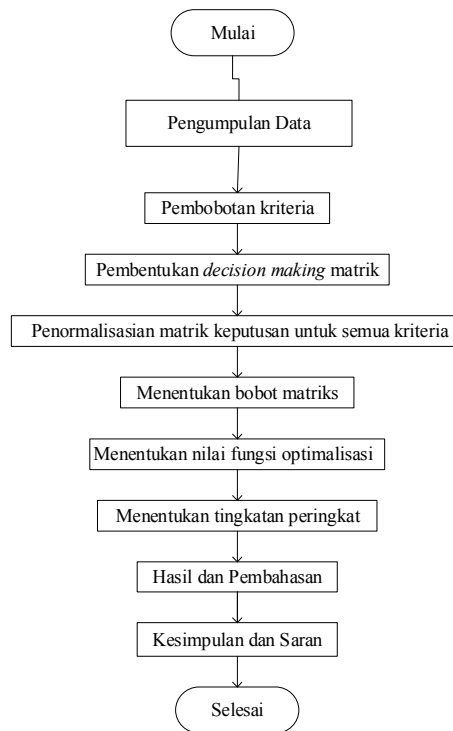 Mulai
Pengumpulan Data
Pembobotan kriteria
Pembentukan decision making matrik
Penormalisasian matrik keputusan untuk semua kriteria
Menentukan bobot matriks
Menentukan nilai fungsi optimalisasi
Menentukan tingkatan peringkat
Hasil dan Pembahasan
Kesimpulan dan Saran
Selesai